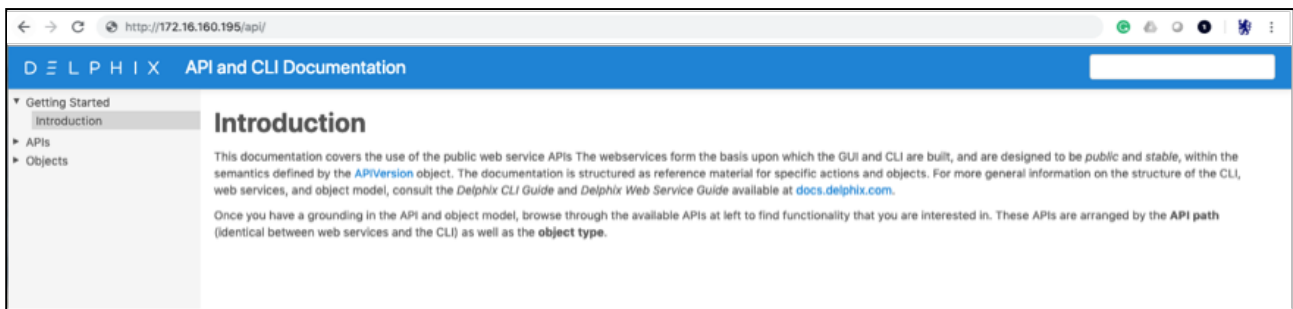 http://172.16.160.195/api/
DELPHIX API and CLI Documentation
Getting Started
Introduction
APIs
Objects
Introduction
This documentation covers the use of the public web service APIs The webservices form the basis upon which the GUI and CLI are built, and are designed to be public and stable, within the
semantics defined by the APIVersion object. The documentation is structured as reference material for specific actions and objects. For more general information on the structure of the CLI,
web services, and object model, consult the Delphix CLI Guide and Delphix Web Service Guide available at docs.delphix.com.
Once you have a grounding in the API and object model, browse through the available APIs at left to find functionality that you are interested in. These APIs are arranged by the API path
(identical between web services and the CLI) as well as the object type.